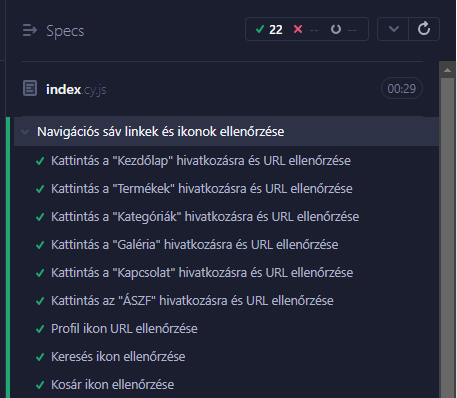 Specs
22 -- --
index.cy.js
00:29
Navigációs sáv linkek és ikonok ellenőrzése
Kattintás a "Kezdőlap" hivatkozásra és URL ellenőrzése
Kattintás a "Termékek" hivatkozásra és URL ellenőrzése
Kattintás a "Kategóriák" hivatkozásra és URL ellenőrzése
Kattintás a "Galéria" hivatkozásra és URL ellenőrzése
Kattintás a "Kapcsolat" hivatkozásra és URL ellenőrzése
Kattintás az "ÁSZF" hivatkozásra és URL ellenőrzése
Profil ikon URL ellenőrzése
Keresés ikon ellenőrzése
Kosár ikon ellenőrzése